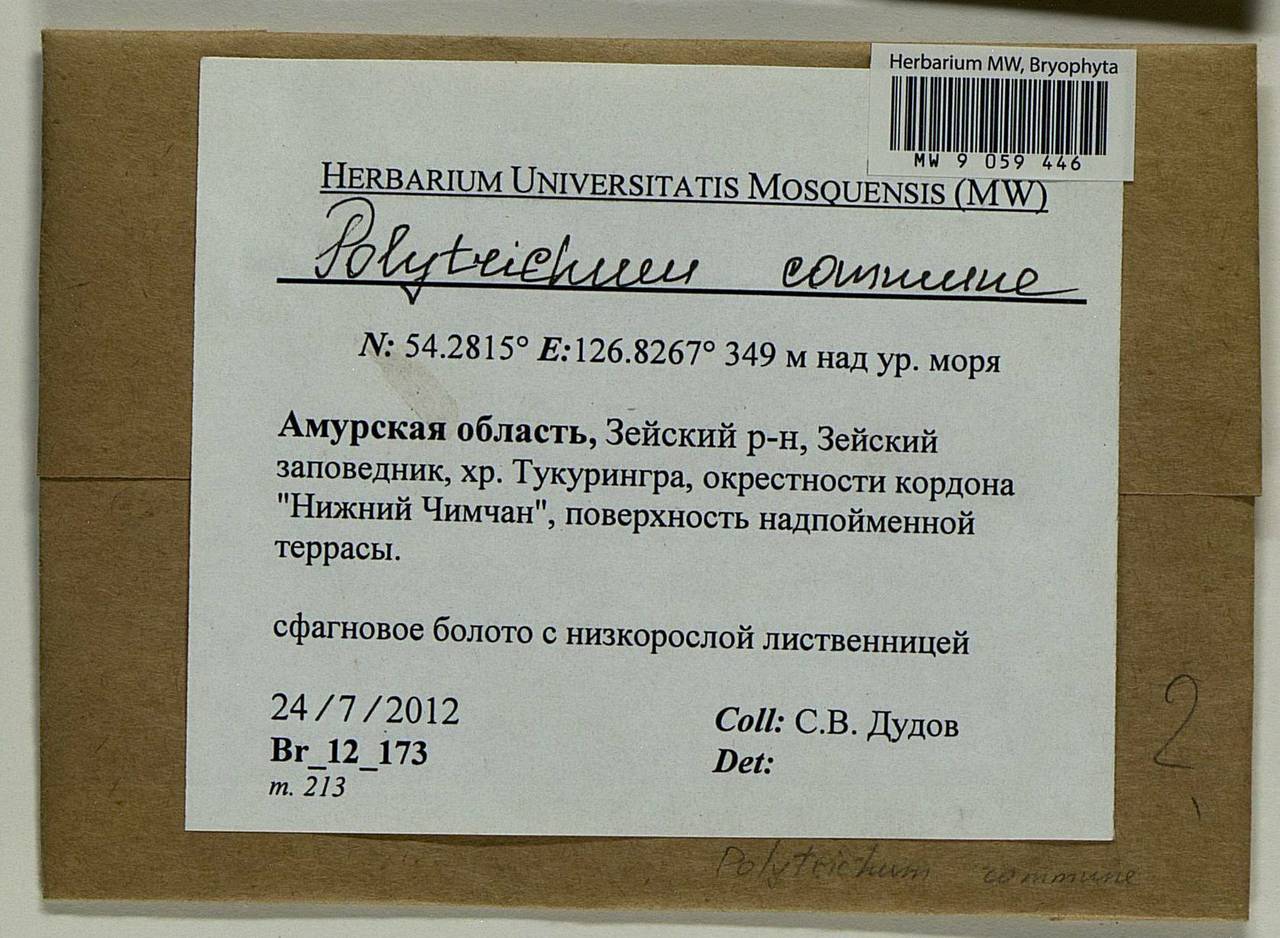 Herbarium MW, Bryophyta
MW 9 059 446
HERBARIUM UNIVERSITATIS MOSQUENSIS (MW)
Polytrichum commune
N: 54.2815° E:126.8267° 349 м над ур. моря
Амурская область, Зейский р-н, Зейский
заповедник, хр. Тукурингра, окрестности кордона
"Нижний Чимчан", поверхность надпойменной
террасы.
сфагновое болото с низкорослой лиственницей
24/7/2012
Br_12_173
т. 213
Coll: С.В. Дудов
Det:
2
Polytrichum commune